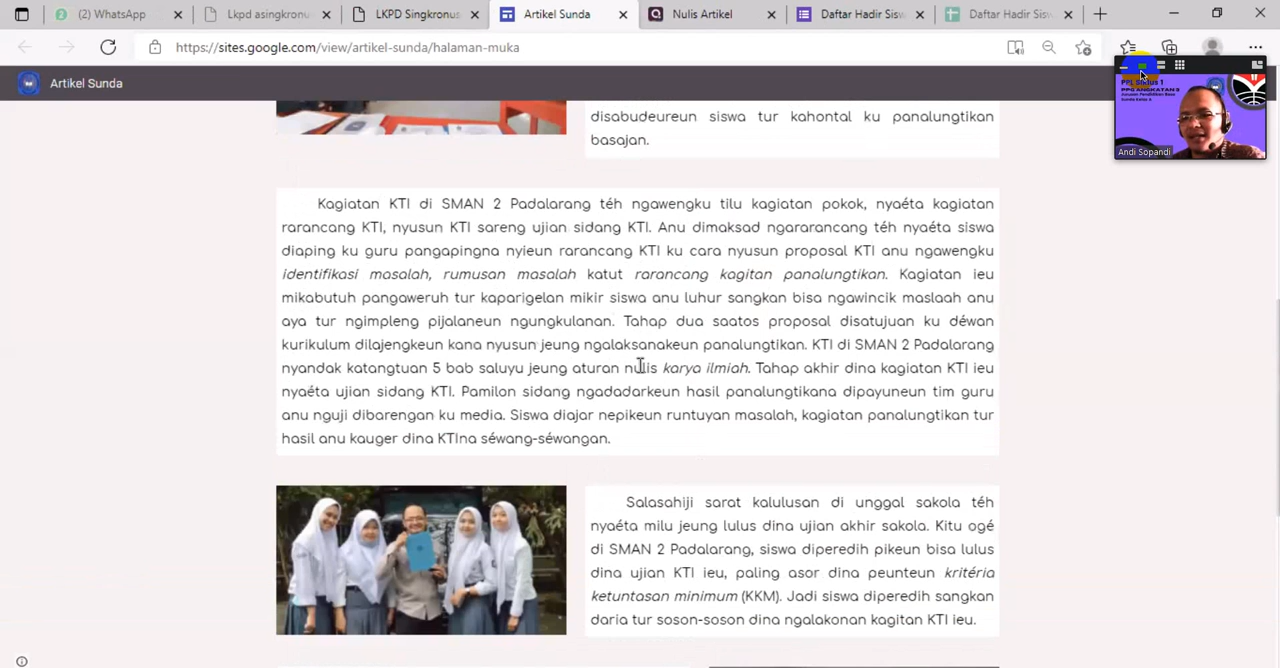 (2) WhatsApp
Lkpd asingkronu
LKPD Singkronus
Artikel Sunda
Nulis Artikel
Daftar Hadir Sisw
Daftar Hadir Sisw
https://sites.google.com/view/artikel-sunda/halaman-muka
Artikel Sunda
PPL Siklus 1
Andi Sopandi
disabudeureun siswa tur kahontal ku panalungtikan
basajan.
Kagiatan KTI di SMAN 2 Padalarang téh ngawengku tilu kagiatan pokok, nyaéta kagiatan
rarancang KTI, nyusun KTI sareng ujian sidang KTI. Anu dimaksad ngararancang téh nyaéta siswa
diaping ku guru pangapingna nyieun rarancang KTI ku cara nyusun proposal KTI anu ngawengku
identifikasi masalah, rumusan masalah katut rarancang kagitan panalungtikan. Kagiatan ieu
mikabutuh pangaweruh tur kaparigelan mikir siswa anu luhur sangkan bisa ngawincik maslaah anu
aya tur ngimpleng pijalaneun ngungkulanan. Tahap dua saatos proposal disatujuan ku déwan
kurikulum dilajengkeun kana nyusun jeung ngalaksanakeun panalungtikan. KTI di SMAN 2 Padalarang
nyandak katangtuan 5 bab saluyu jeung aturan nulis karya ilmiah. Tahap akhir dina kagiatan KTI ieu
nyaéta ujian sidang KTI. Pamilon sidang ngadadarkeun hasil panalungtikana dipayuneun tim guru
anu nguji dibarengan ku media. Siswa diajar nepikeun runtuyan masalah, kagiatan panalungtikan tur
hasil anu kauger dina KTIna séwang-séwangan.
Salasahiji sarat kalulusan di unggal sakola téh
nyaéta milu jeung lulus dina ujian akhir sakola. Kitu ogé
di SMAN 2 Padalarang, siswa diperedih pikeun bisa lulus
dina ujian KTI ieu, paling asor dina peunteun kritéria
ketuntasan minimum (KKM). Jadi siswa diperedih sangkan
daria tur soson-soson dina ngalakonan kagitan KTI ieu.